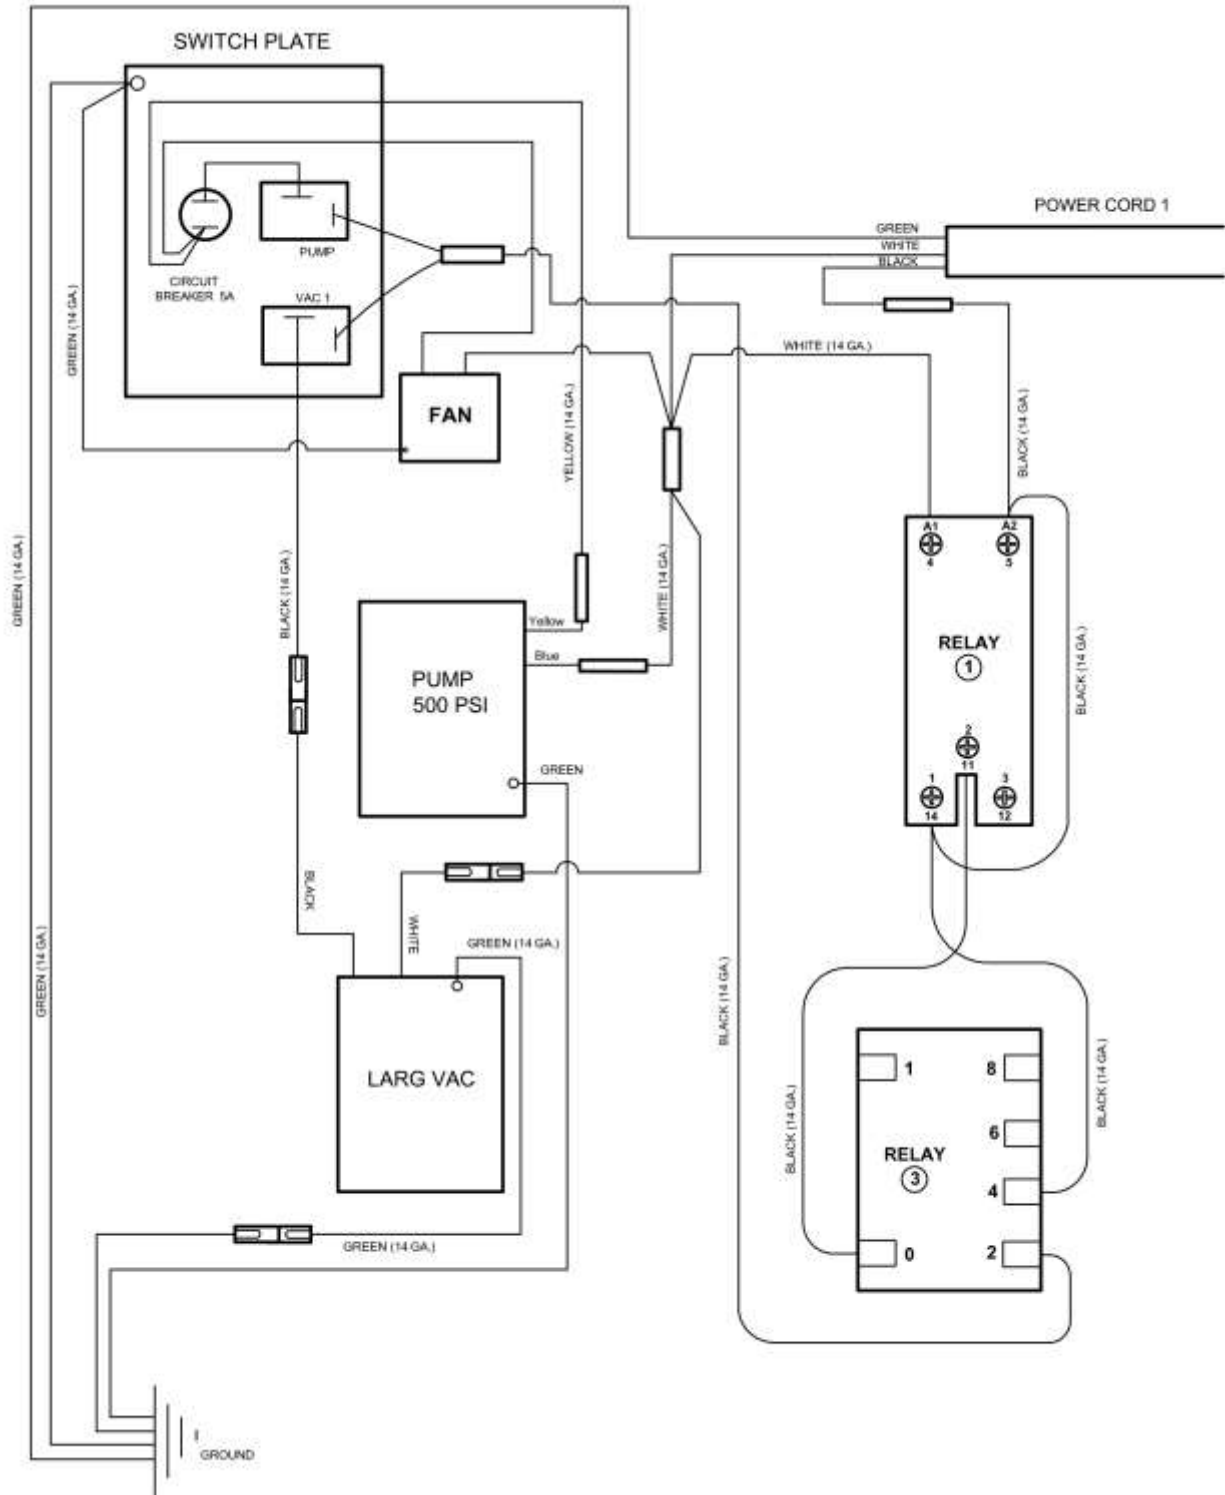 SWITCH PLATE
POWER CORD 1
GREEN
WHITE
BLACK
PUMP
CIRCUIT
BREAKER 5A
VAC 1
GREEN (14 GA.)
WHITE (14 GA.)
FAN
YELLOW (14 GA.)
BLACK (14 GA.)
A1
A2
4
5
GREEN (14 GA.)
BLACK (14 GA.)
WHITE (14 GA.)
Yellow
Blue
RELAY
1
BLACK (14 GA.)
PUMP
500 PSI
2
11
GREEN
1
3
14
12
BLACK
WHITE
GREEN (14 GA.)
GREEN (14 GA.)
BLACK (14 GA.)
LARG VAC
1
8
6
BLACK (14 GA.)
BLACK (14 GA.)
RELAY
3
4
0
2
GREEN (14 GA.)
GROUND